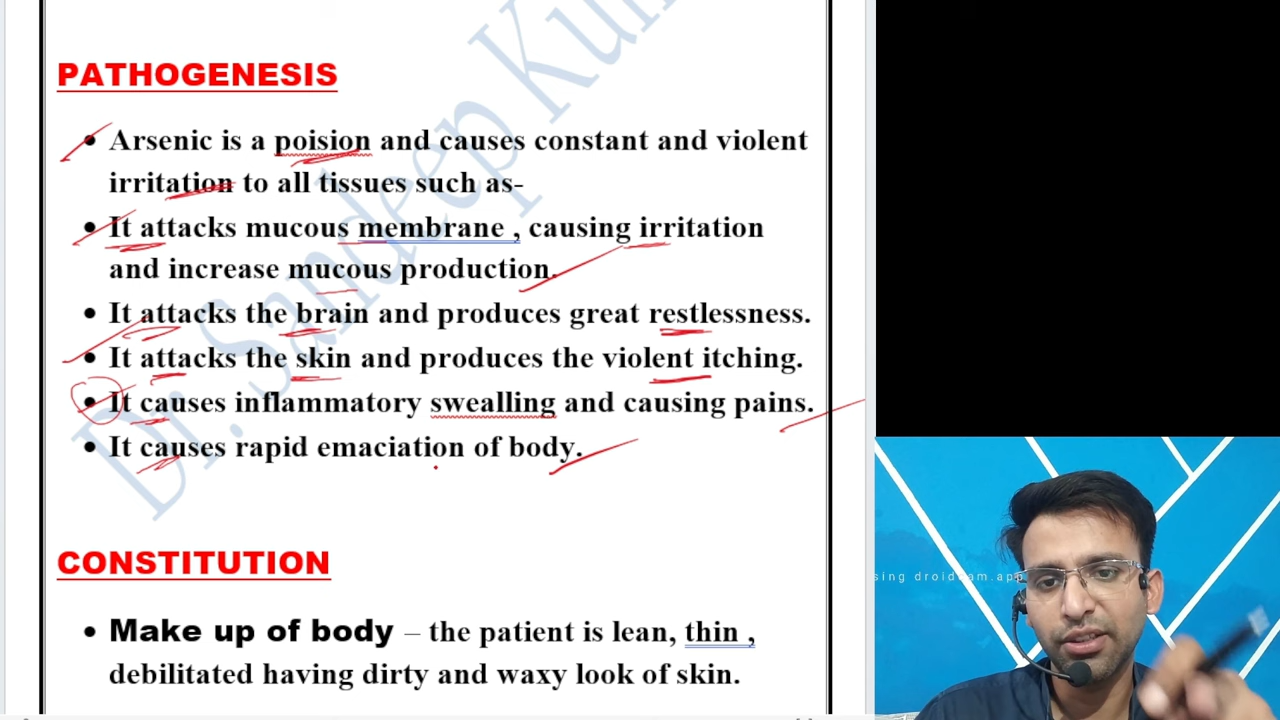 PATHOGENESIS
• Arsenic is a poision and causes constant and violent
irritation to all tissues such as-
• It attacks mucous membrane , causing irritation
and increase mucous production.
• It attacks the brain and produces great restlessness.
• It attacks the skin and produces the violent itching.
• It causes inflammatory swealling and causing pains.
• It causes rapid emaciation of body.
CONSTITUTION
• Make up of body – the patient is lean, thin ,
debilitated having dirty and waxy look of skin.
Dr. Sandeep